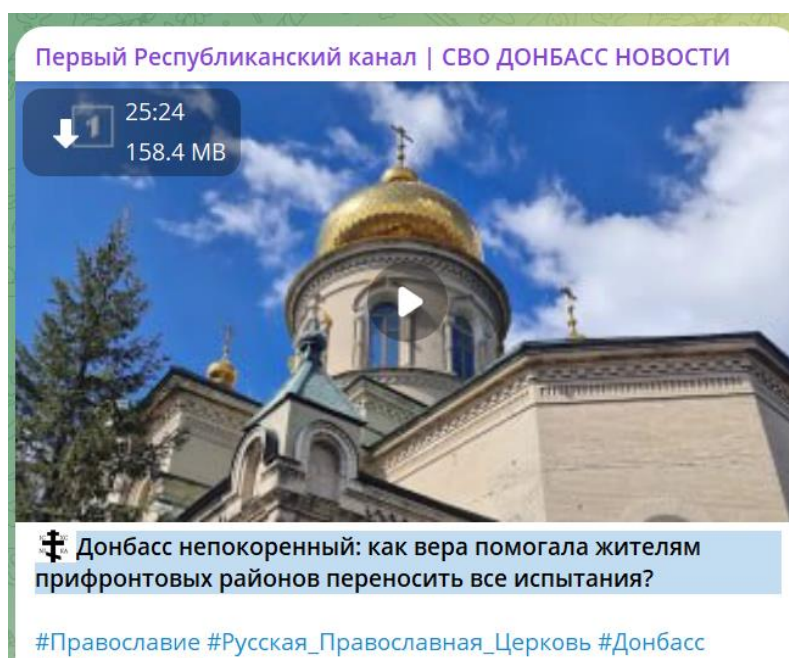 Первый Республиканский канал | СВО ДОНБАСС НОВОСТИ
25:24
1
158.4 MB
Донбасс непокоренный: как вера помогала жителям
прифронтовых районов переносить все испытания?
#Православие #Русская_Православная_Церковь #Донбасс